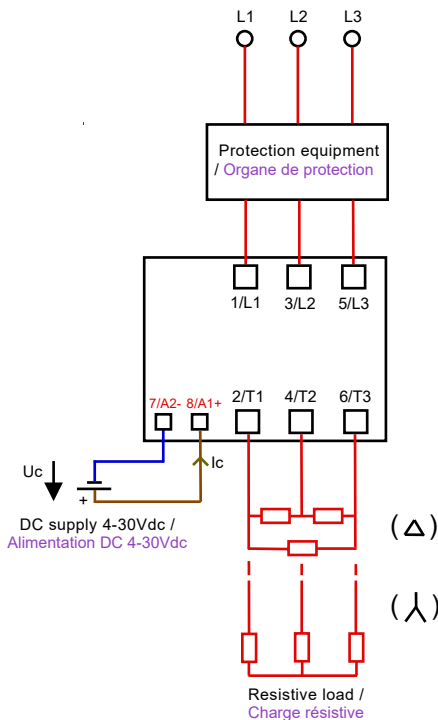 L1 L2 L3
Protection equipment
/ Organe de protection
1/L1 3/L2 5/L3
7/A2- 8/A1+ 2/T1 4/T2 6/T3
Uc + Ic
DC supply 4-30Vdc /
Alimentation DC 4-30Vdc
Resistive load /
Charge résistive